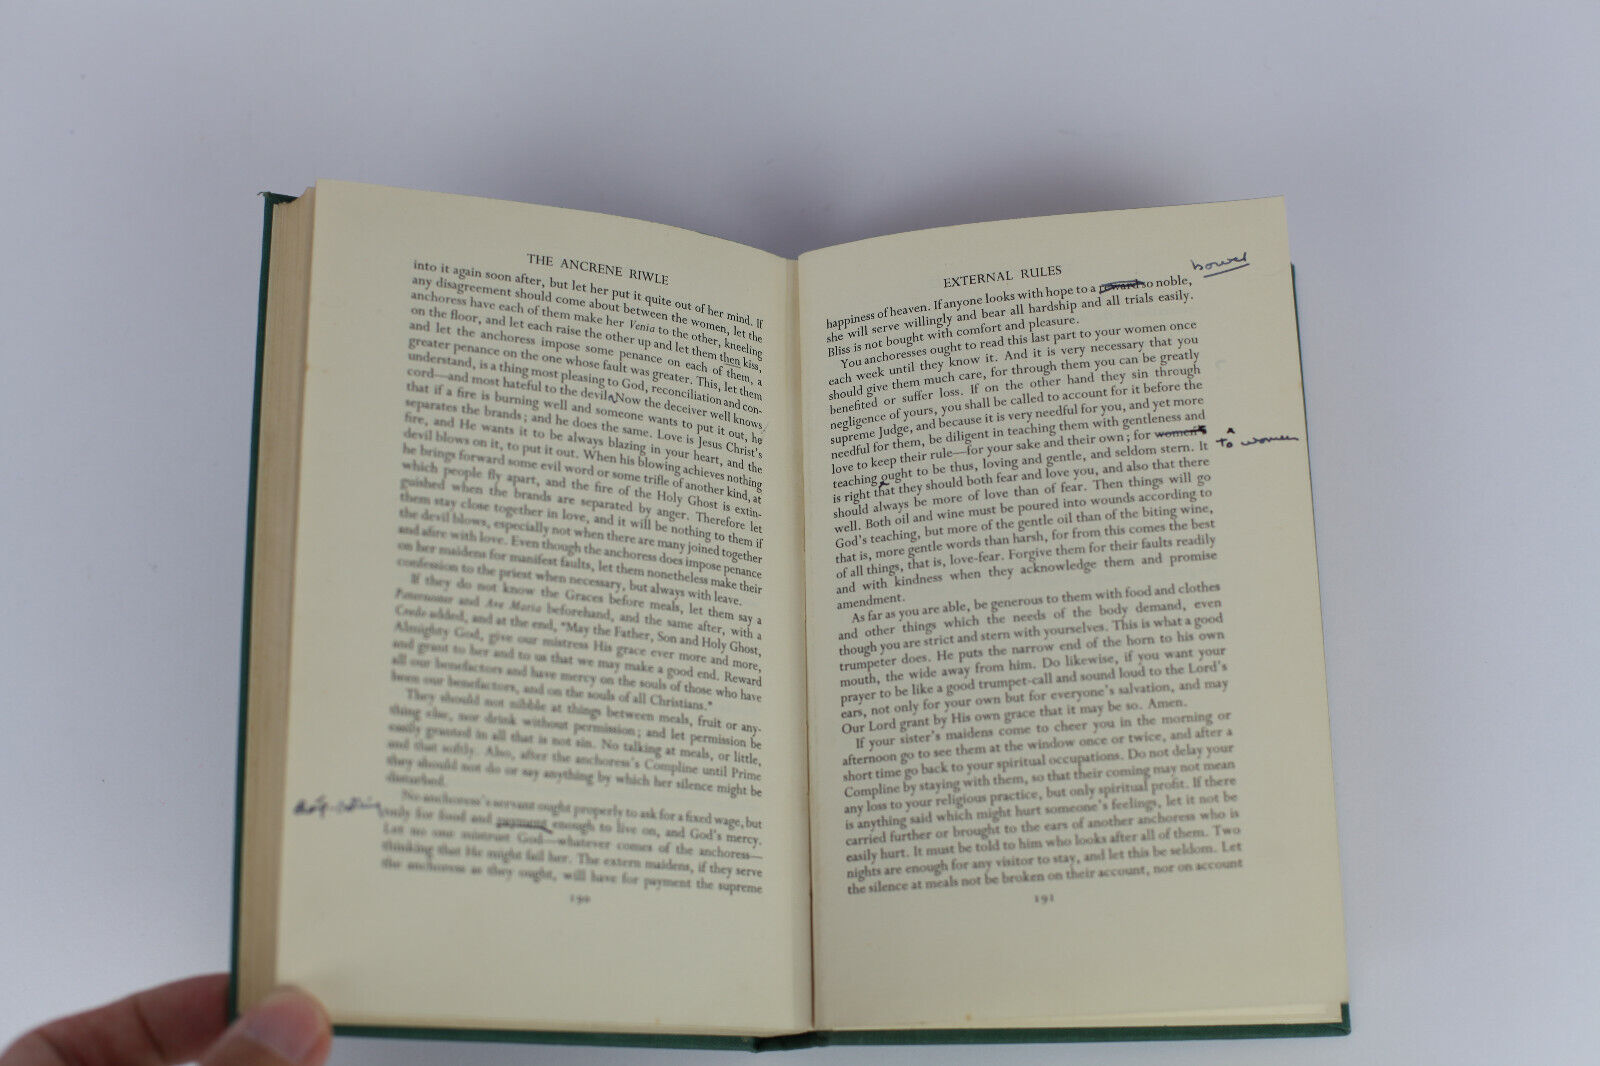 THE ANCRENE RIWLE
into it again soon after, but let her put it quite out of her mind. If
any disagreement should come about between the women, let the
anchoress have each of them make her Venia to the other, kneeling
on the floor, and let each raise the other up and let them then kiss,
and let the anchoress impose some penance on each of them, a
greater penance on the one whose fault was greater. This, let them
understand, is a thing most pleasing to God, reconciliation and con-
cord—and most hateful to the devil. Now the deceiver well knows
that if a fire is burning well and someone wants to put it out, he
separates the brands; and he does the same. Love is Jesus Christ's
fire, and He wants it to be always blazing in your heart, and the
devil blows on it, to put it out. When his blowing achieves nothing
he brings forward some evil word or some trifle of another kind, at
which people fly apart, and the fire of the Holy Ghost is extin-
guished when the brands are separated by anger. Therefore let
them stay close together in love, and it will be nothing to them if
the devil blows, especially not when there are many joined together
and afire with love. Even though the anchoress does impose penance
on her maidens for manifest faults, let them nonetheless make their
confession to the priest when necessary, but always with leave.
If they do not know the Graces before meals, let them say a
Paternoster and Ave Maria beforehand, and the same after, with a
Credo added, and at the end, "May the Father, Son and Holy Ghost,
Almighty God, give our mistress His grace ever more and more,
and grant to her and to us that we may make a good end. Reward
all our benefactors and have mercy on the souls of those who have
been our benefactors, and on the souls of all Christians."
They should not nibble at things between meals, fruit or any-
thing else, nor drink without permission; and let permission be
easily granted in all that is not sin. No talking at meals, or little,
and that softly. Also, after the anchoress's Compline until Prime
they should not do or say anything by which her silence might be
disturbed.
No anchoress's servant ought properly to ask for a fixed wage, but
only for food and payment enough to live on, and God's mercy.
Let no one mistrust God—whatever comes of the anchoress—
thinking that He might fail her. The extern maidens, if they serve
the anchoress as they ought, will have for payment the supreme
190
EXTERNAL RULES
bower
happiness of heaven. If anyone looks with hope to a reward so noble,
she will serve willingly and bear all hardship and all trials easily.
Bliss is not bought with comfort and pleasure.
You anchoresses ought to read this last part to your women once
each week until they know it. And it is very necessary that you
should give them much care, for through them you can be greatly
benefited or suffer loss. If on the other hand they sin through
negligence of yours, you shall be called to account for it before the
supreme Judge, and because it is very needful for you, and yet more
needful for them, be diligent in teaching them with gentleness and
love to keep their rule—for your sake and their own; for women's
to women
teaching ought to be thus, loving and gentle, and seldom stern. It
is right that they should both fear and love you, and also that there
should always be more of love than of fear. Then things will go
well. Both oil and wine must be poured into wounds according to
God's teaching, but more of the gentle oil than of the biting wine,
that is, more gentle words than harsh, for from this comes the best
of all things, that is, love-fear. Forgive them for their faults readily
and with kindness when they acknowledge them and promise
amendment.
As far as you are able, be generous to them with food and clothes
and other things which the needs of the body demand, even
though you are strict and stern with yourselves. This is what a good
trumpeter does. He puts the narrow end of the horn to his own
mouth, the wide away from him. Do likewise, if you want your
prayer to be like a good trumpet-call and sound loud to the Lord's
ears, not only for your own but for everyone's salvation, and may
Our Lord grant by His own grace that it may be so. Amen.
If your sister's maidens come to cheer you in the morning or
afternoon go to see them at the window once or twice, and after a
short time go back to your spiritual occupations. Do not delay your
Compline by staying with them, so that their coming may not mean
any loss to your religious practice, but only spiritual profit. If there
is anything said which might hurt someone's feelings, let it not be
carried further or brought to the ears of another anchoress who is
easily hurt. It must be told to him who looks after all of them. Two
nights are enough for any visitor to stay, and let this be seldom. Let
the silence at meals not be broken on their account, nor on account
191